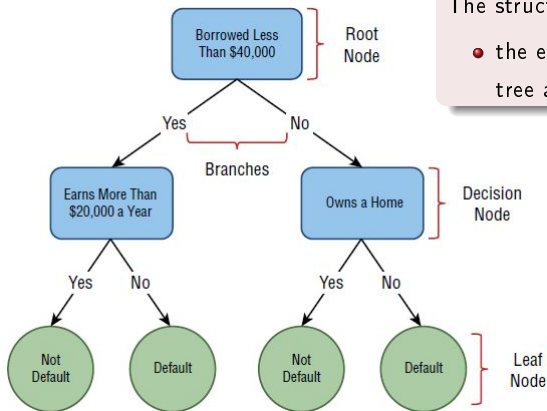 The struct
• the e
tree a
Borrowed Less
Than $40,000
Root
Node
Yes
No
Branches
Earns More Than
$20,000 a Year
Owns a Home
Decision
Node
Yes
No
Yes
No
Not
Default
Default
Not
Default
Default
Leaf
Node